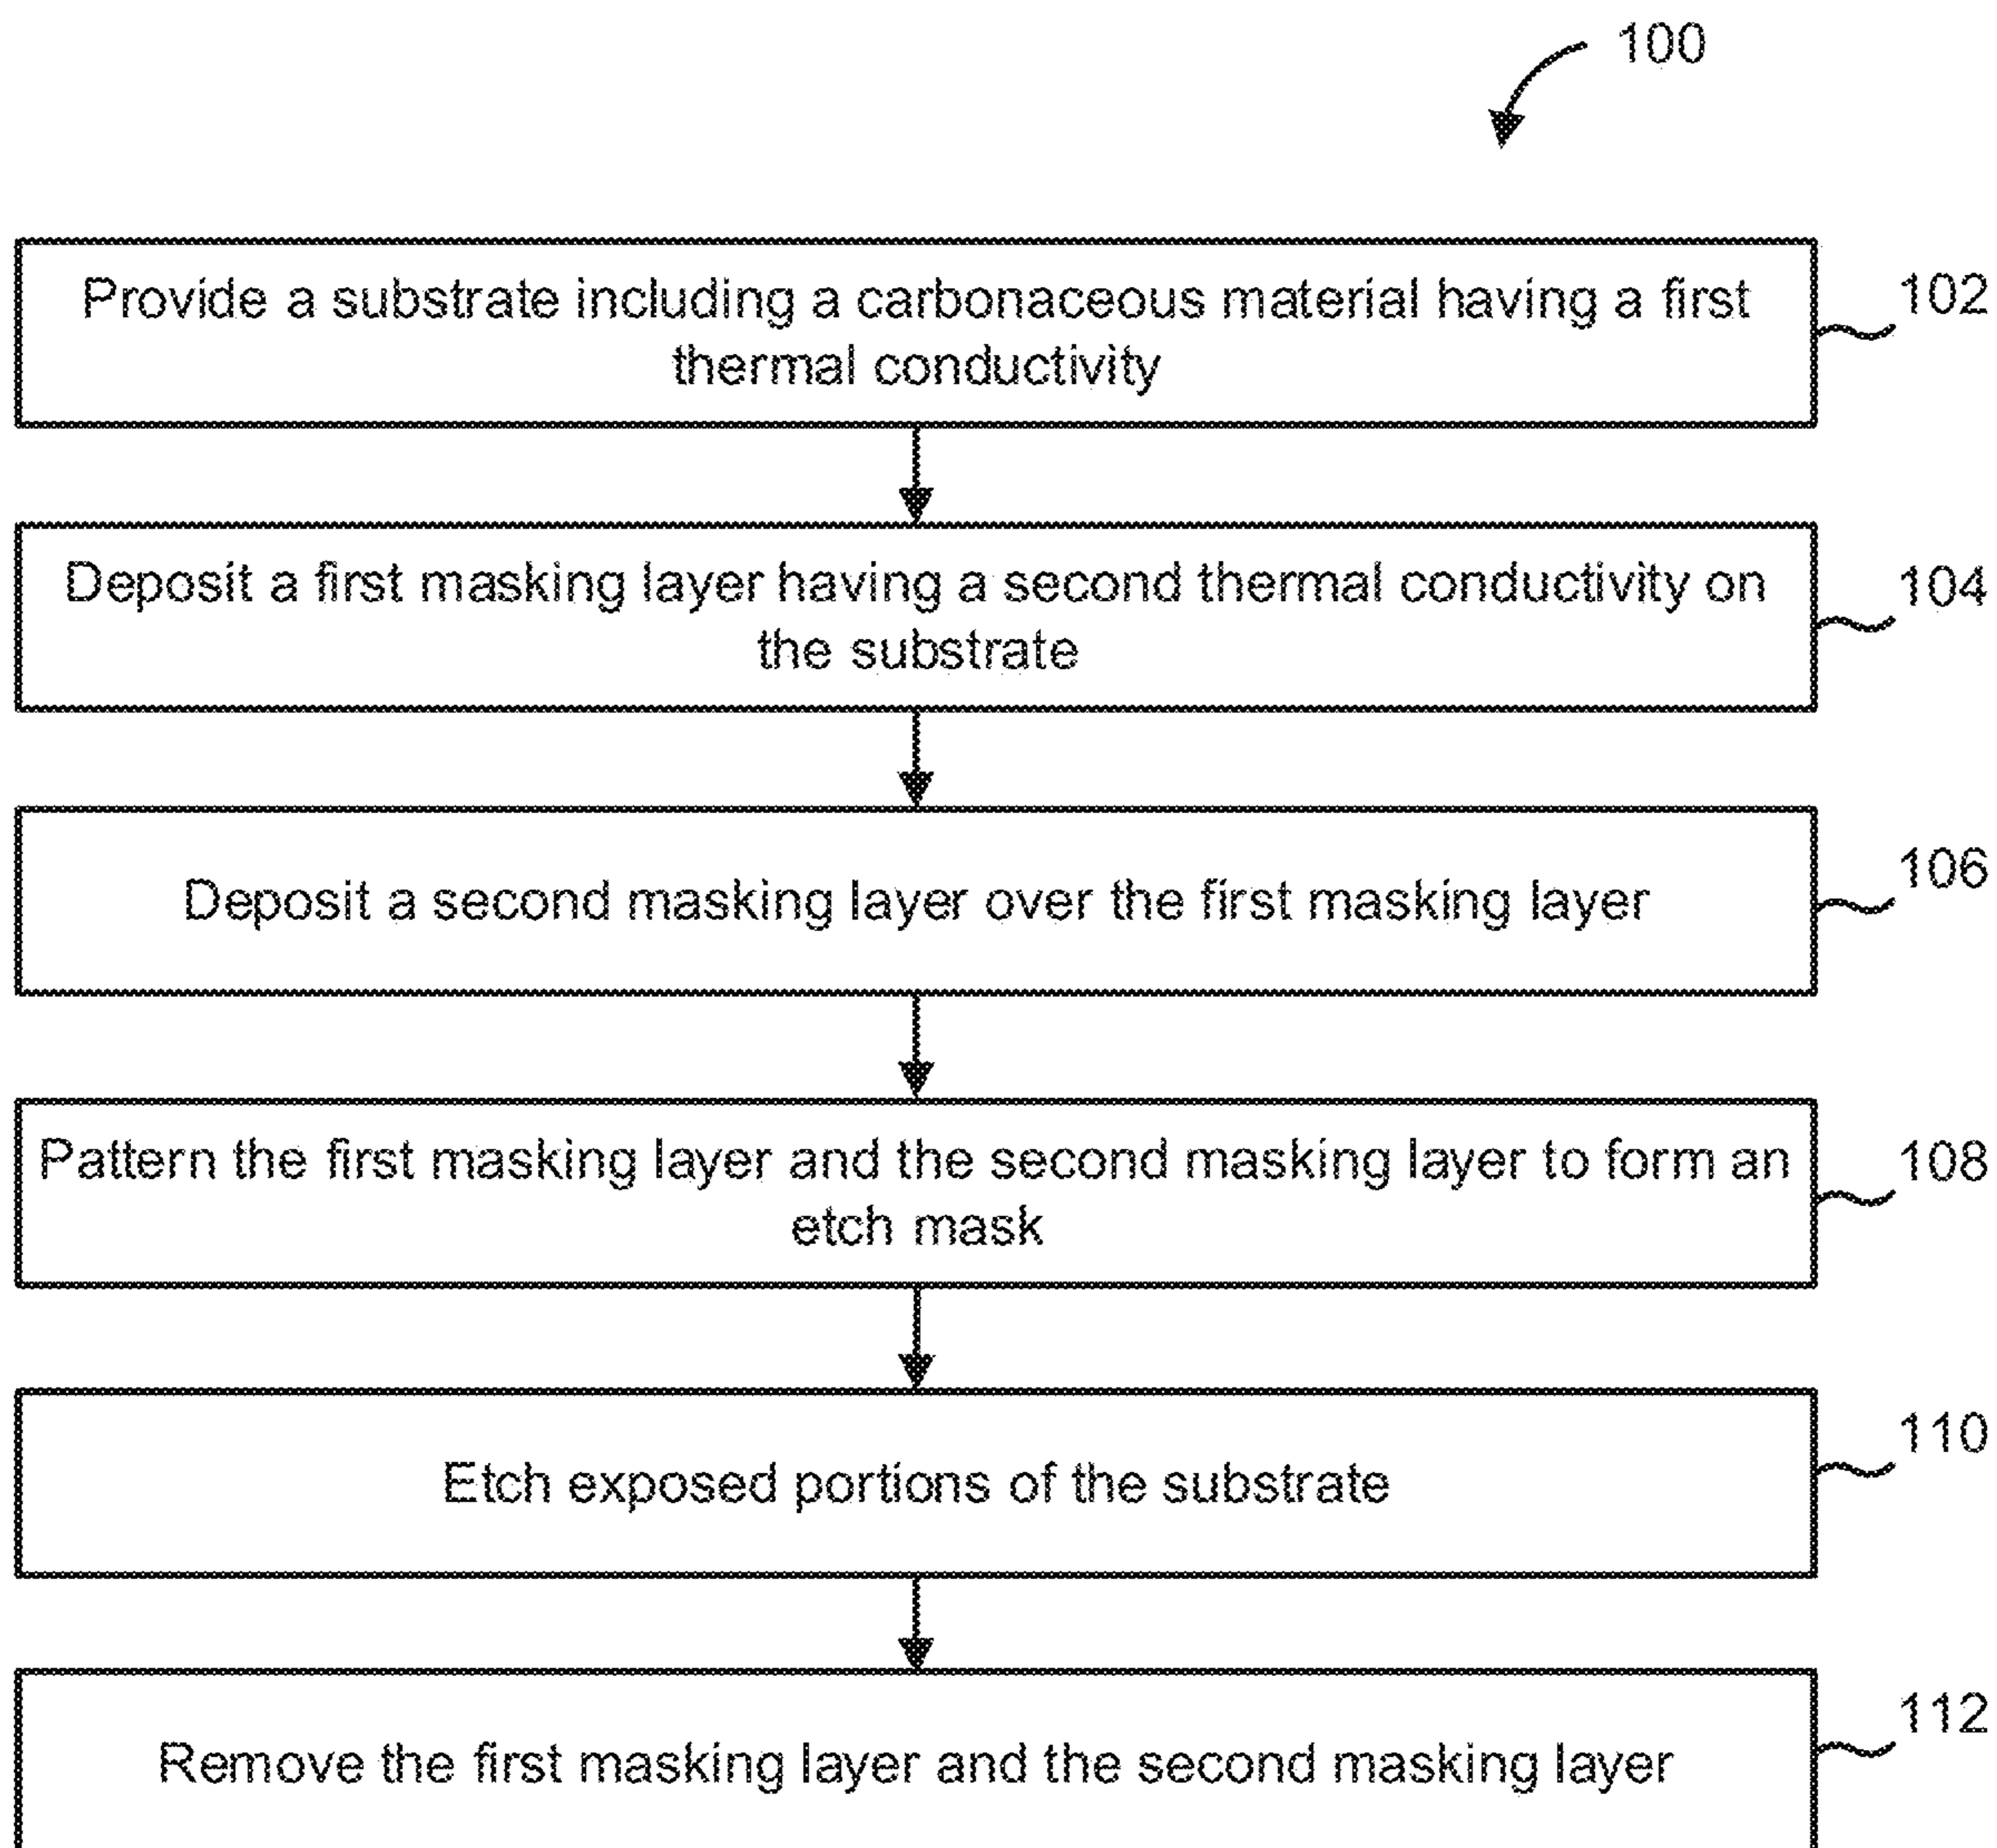 100
Provide a substrate including a carbonaceous material having a first
thermal conductivity
102
Deposit a first masking layer having a second thermal conductivity on
the substrate
104
Deposit a second masking layer over the first masking layer
106
Pattern the first masking layer and the second masking layer to form an
etch mask
108
Etch exposed portions of the substrate
110
Remove the first masking layer and the second masking layer
112